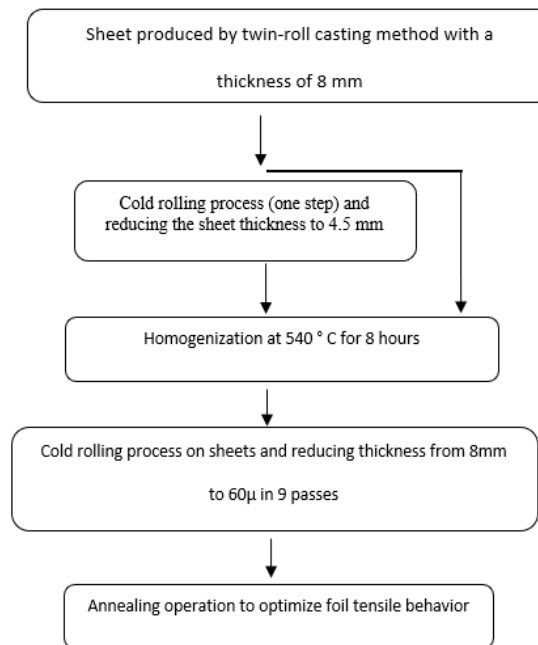 Sheet produced by twin-roll casting method with a
thickness of 8 mm
Cold rolling process (one step) and
reducing the sheet thickness to 4.5 mm
Homogenization at 540 ° C for 8 hours
Cold rolling process on sheets and reducing thickness from 8mm
to 60μ in 9 passes
Annealing operation to optimize foil tensile behavior